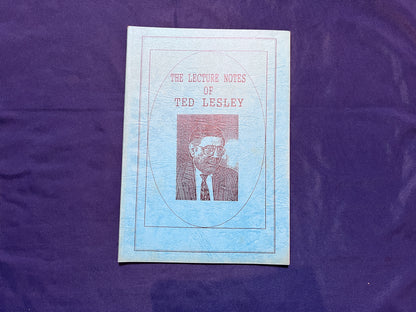 THE LECTURE NOTES
OF
TED LESLEY